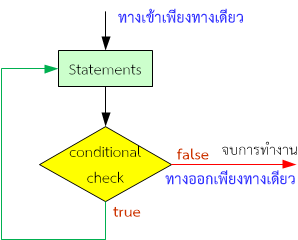 ทางเข้าเพียงทางเดียว
Statements
conditional
check
false
จบการทำงาน
ทางออกเพียงทางเดียว
true